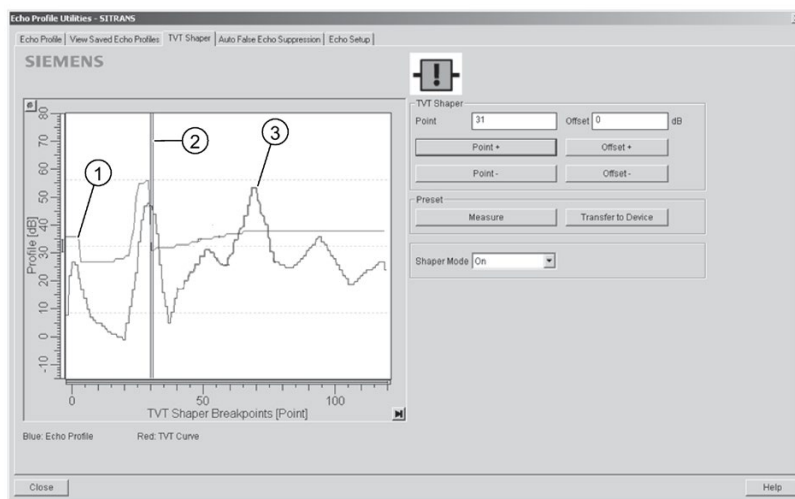 Echo Profile Utilities - SITRANS
Echo Profile
View Saved Echo Profiles
TVT Shaper
Auto False Echo Suppression
Echo Setup
SIEMENS
TVT Shaper
Point 31
Offset 0 dB
Point +
Offset +
Point -
Offset -
Preset
Measure
Transfer to Device
Shaper Mode On
Profile [dB]
80
70
60
50
40
30
20
10
0
-10
1
2
3
0
50
100
TVT Shaper Breakpoints [Point]
Blue: Echo Profile
Red: TVT Curve
Close
Help